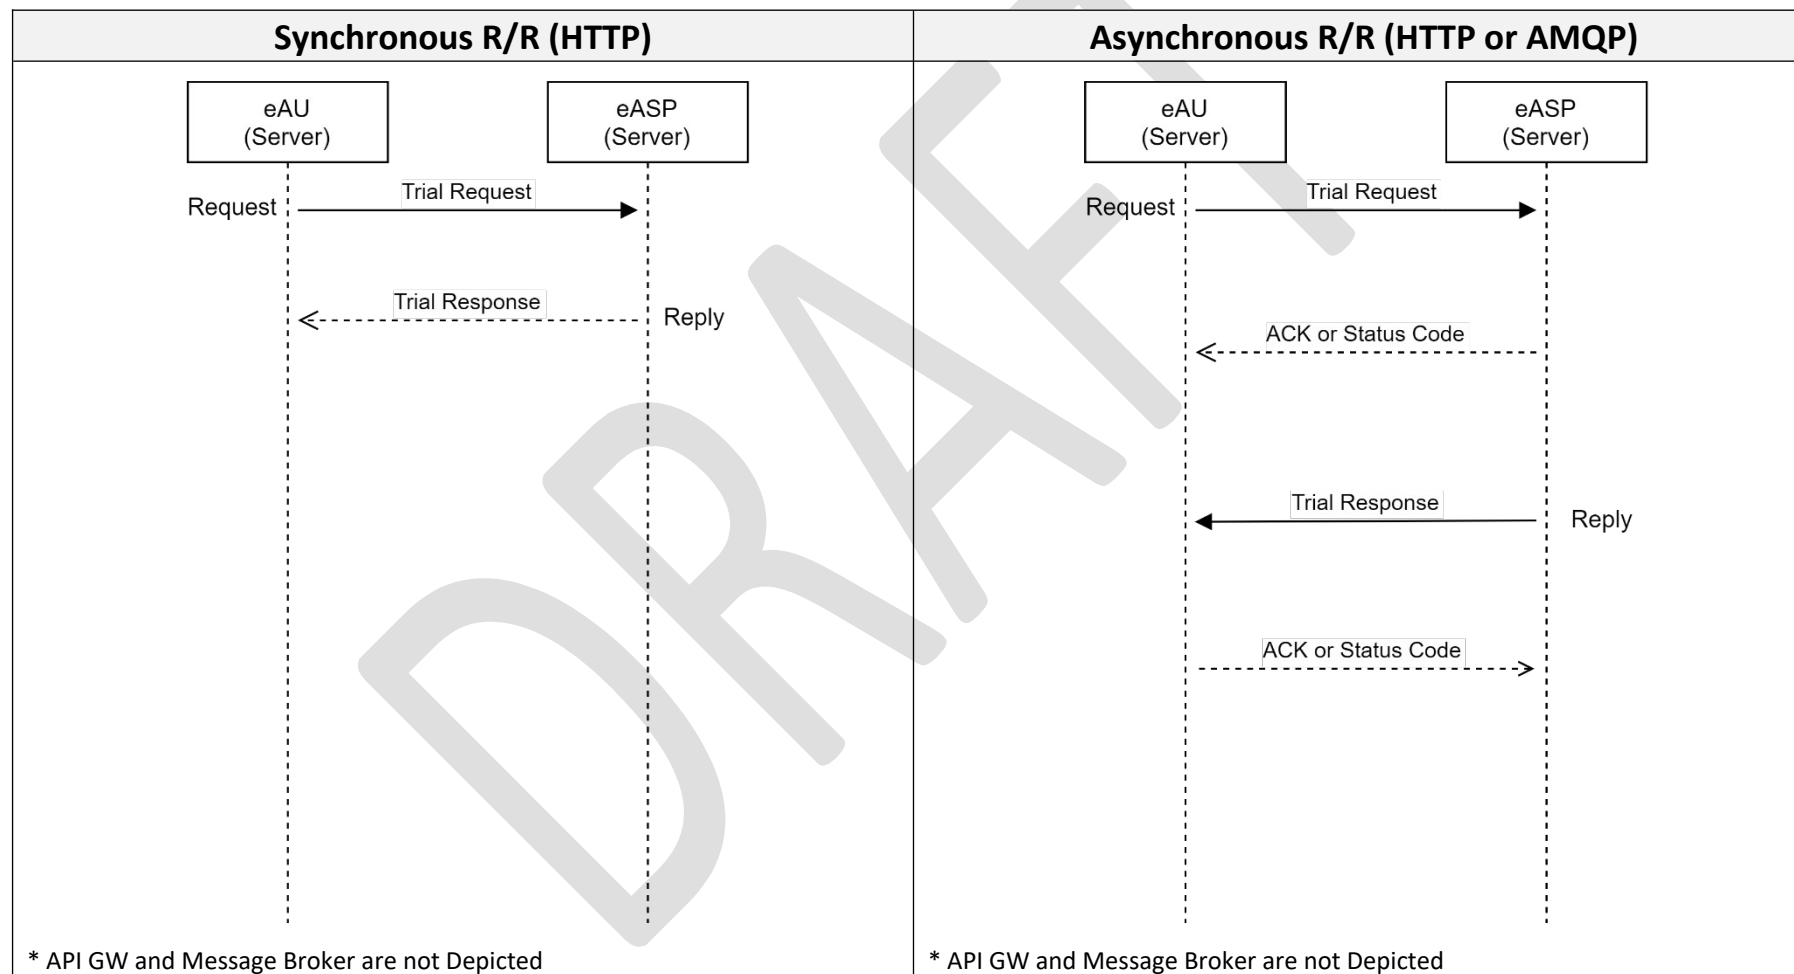 Synchronous R/R (HTTP)
eAU
(Server)
eASP
(Server)
Request
Trial Request
Trial Response
Reply
* API GW and Message Broker are not Depicted
Asynchronous R/R (HTTP or AMQP)
eAU
(Server)
eASP
(Server)
Request
Trial Request
ACK or Status Code
Trial Response
Reply
ACK or Status Code
* API GW and Message Broker are not Depicted
DRAFT